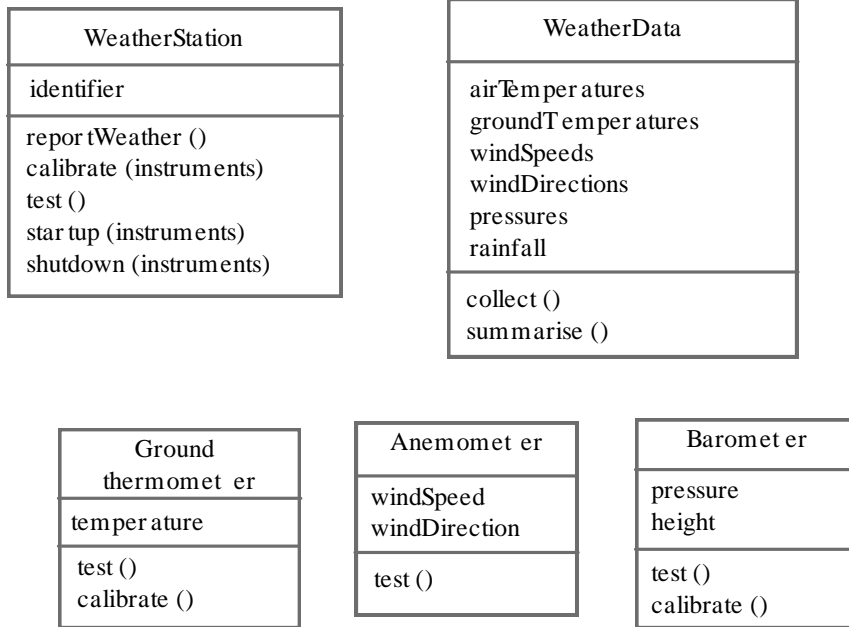 WeatherStation
identifier
reportWeather ()
calibrate (instruments)
test ()
startup (instruments)
shutdown (instruments)
WeatherData
airTemperatures
groundTemperatures
windSpeeds
windDirections
pressures
rainfall
collect ()
summarise ()
Ground
thermometer
temperature
test ()
calibrate ()
Anemometer
windSpeed
windDirection
test ()
Barometer
pressure
height
test ()
calibrate ()